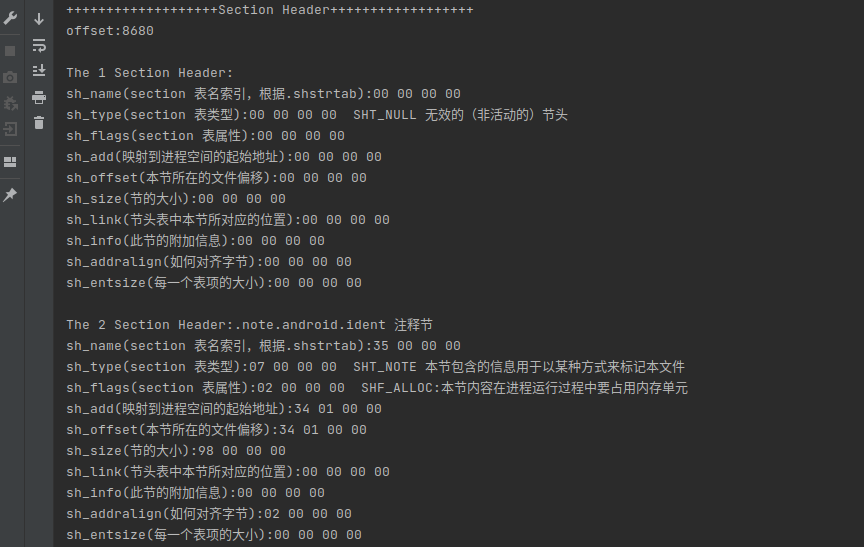 +++++++++++++++++++Section Header++++++++++++++++++
offset:8680
The 1 Section Header:
sh_name(section 表名索引，根据.shstrtab):00 00 00 00
sh_type(section 表类型):00 00 00 00  SHT_NULL 无效的（非活动的）节头
sh_flags(section 表属性):00 00 00 00
sh_add(映射到进程空间的起始地址):00 00 00 00
sh_offset(本节所在的文件偏移):00 00 00 00
sh_size(节的大小):00 00 00 00
sh_link(节头表中本节所对应的位置):00 00 00 00
sh_info(此节的附加信息):00 00 00 00
sh_addralign(如何对齐字节):00 00 00 00
sh_entsize(每一个表项的大小):00 00 00 00
The 2 Section Header:.note.android.ident 注释节
sh_name(section 表名索引，根据.shstrtab):35 00 00 00
sh_type(section 表类型):07 00 00 00  SHT_NOTE 本节包含的信息用于以某种方式来标记本文件
sh_flags(section 表属性):02 00 00 00  SHF_ALLOC:本节内容在进程运行过程中要占用内存单元
sh_add(映射到进程空间的起始地址):34 01 00 00
sh_offset(本节所在的文件偏移):34 01 00 00
sh_size(节的大小):98 00 00 00
sh_link(节头表中本节所对应的位置):00 00 00 00
sh_info(此节的附加信息):00 00 00 00
sh_addralign(如何对齐字节):02 00 00 00
sh_entsize(每一个表项的大小):00 00 00 00